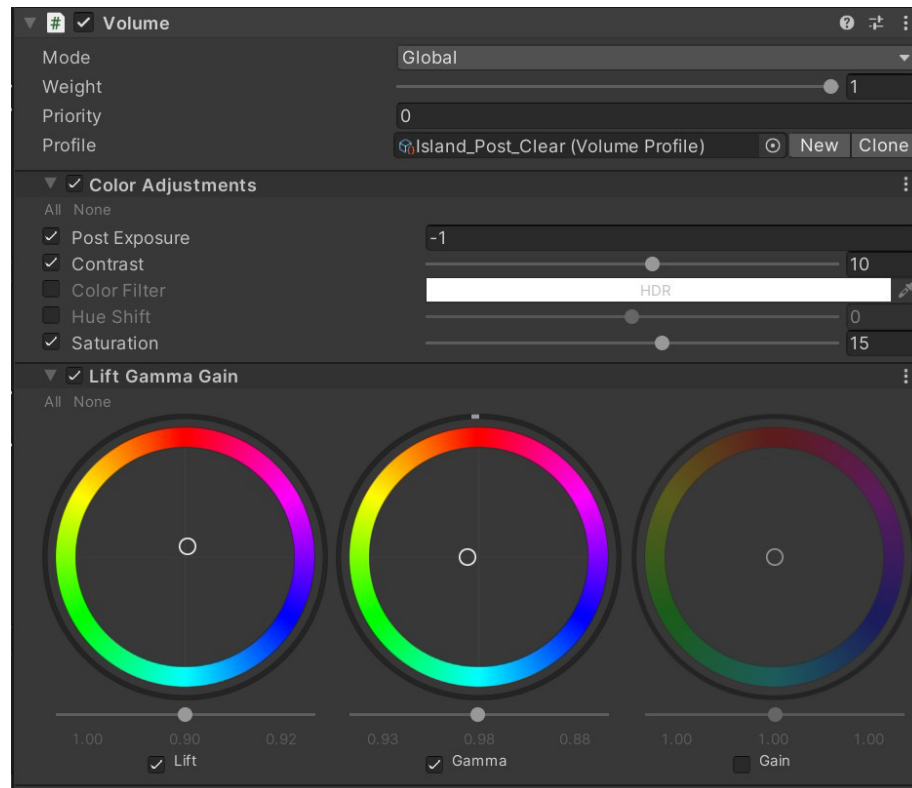 # Volume
Mode Global
Weight 1
Priority 0
Profile Island_Post_Clear (Volume Profile) New Clone
Color Adjustments
All None
Post Exposure -1
Contrast 10
Color Filter HDR
Hue Shift 0
Saturation 15
Lift Gamma Gain
All None
1.00 0.90 0.92 0.93 0.98 0.88 1.00 1.00 1.00
Lift Gamma Gain